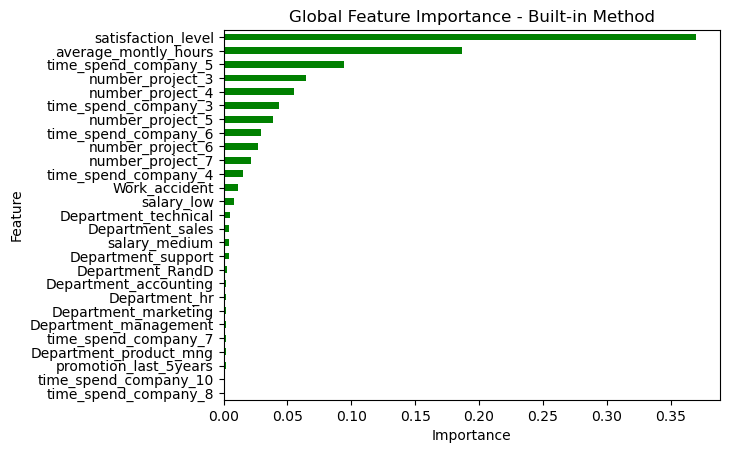 Global Feature Importance - Built-in Method
satisfaction_level
average_montly_hours
time_spend_company_5
number_project_3
number_project_4
time_spend_company_3
number_project_5
time_spend_company_6
number_project_6
number_project_7
time_spend_company_4
Work_accident
salary_low
Department_technical
Department_sales
salary_medium
Department_support
Department_RandD
Department_accounting
Department_hr
Department_marketing
Department_management
time_spend_company_7
Department_product_mng
promotion_last_5years
time_spend_company_10
time_spend_company_8
Feature
0.00 0.05 0.10 0.15 0.20 0.25 0.30 0.35
Importance